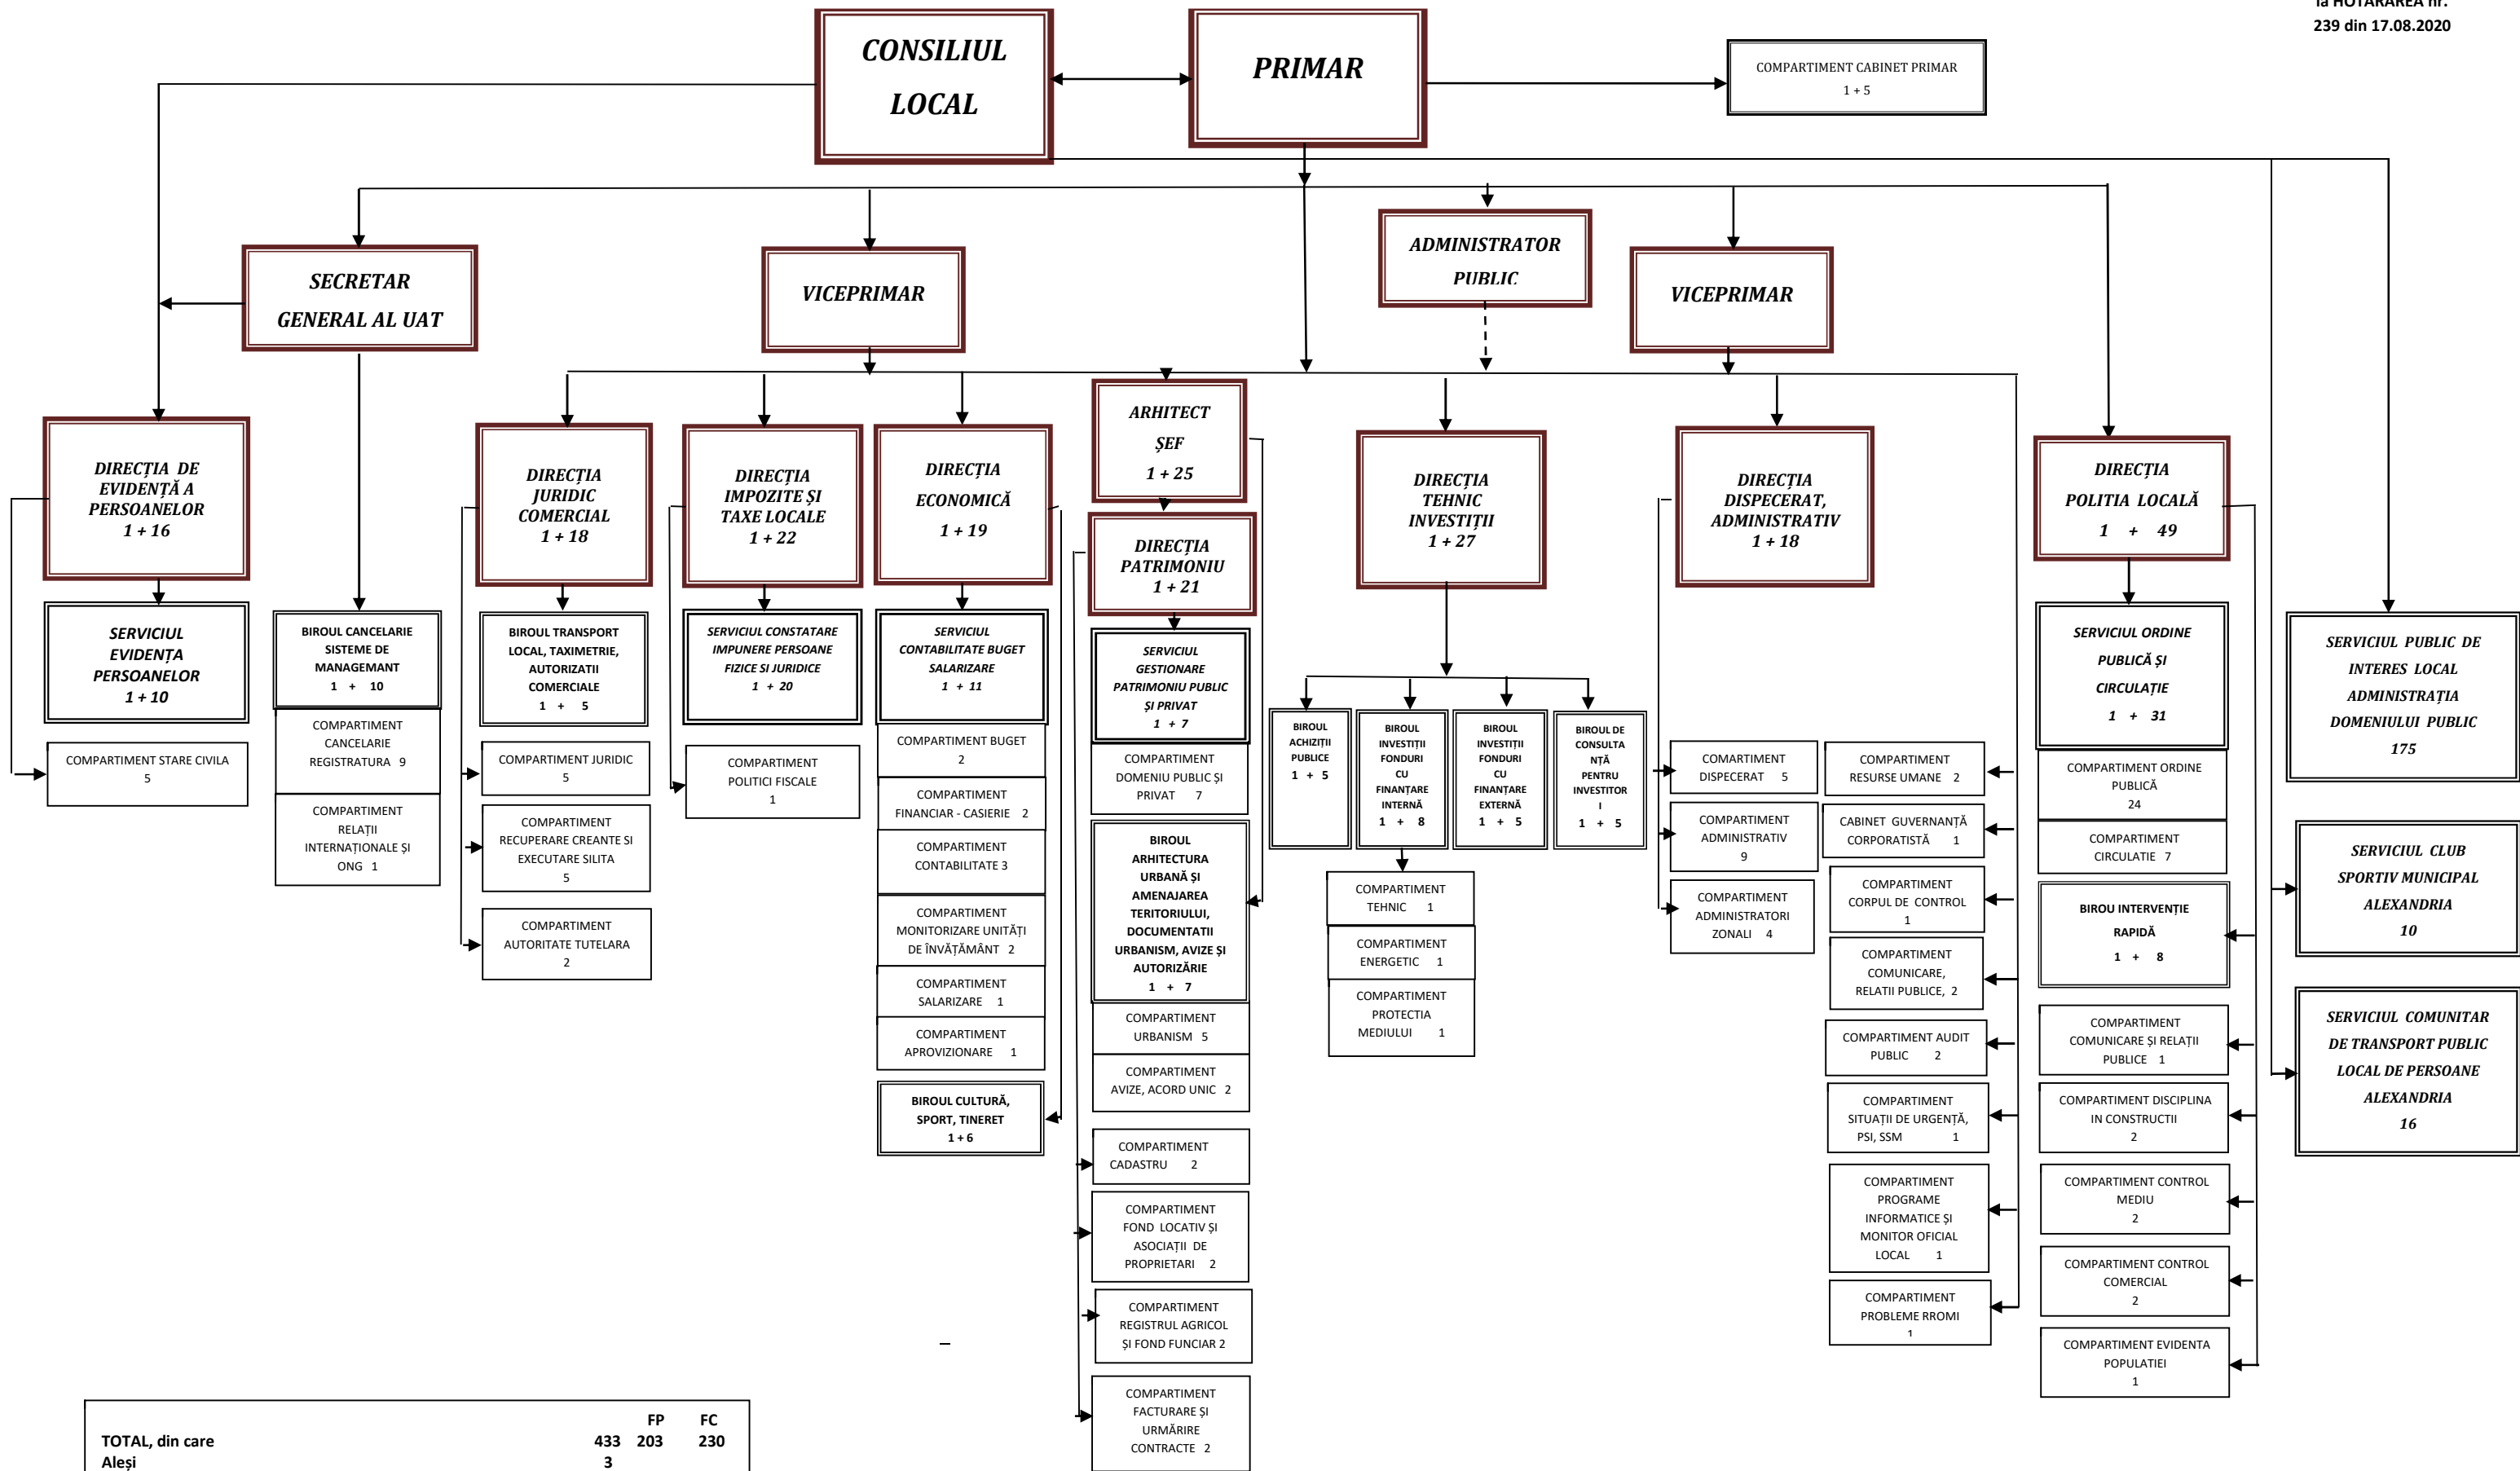 la HOTARAREA nr.
239 din 17.08.2020
CONSILIUL
LOCAL
PRIMAR
COMPARTIMENT CABINET PRIMAR
1 + 5
SECRETAR
GENERAL AL UAT
VICEPRIMAR
ADMINISTRATOR
PUBLIC
VICEPRIMAR
DIRECȚIA DE
EVIDENȚĂ A
PERSOANELOR
1 + 16
DIRECȚIA
JURIDIC
COMERCIAL
1 + 18
DIRECȚIA
IMPOZITE ȘI
TAXE LOCALE
1 + 22
DIRECȚIA
ECONOMICĂ
1 + 19
ARHITECT
ȘEF
1 + 25
DIRECȚIA
PATRIMONIU
1 + 21
DIRECȚIA
TEHNIC
INVESTIȚII
1 + 27
DIRECȚIA
DISPECERAT,
ADMINISTRATIV
1 + 18
DIRECȚIA
POLITIA LOCALĂ
1 + 49
SERVICIUL
EVIDENȚA
PERSOANELOR
1 + 10
COMPARTIMENT STARE CIVILA
5
BIROUL CANCELARIE
SISTEME DE
MANAGEMANT
1 + 10
COMPARTIMENT
CANCELARIE
REGISTRATURA 9
COMPARTIMENT
RELAȚII
INTERNAȚIONALE ȘI
ONG 1
BIROUL TRANSPORT
LOCAL, TAXIMETRIE,
AUTORIZATII
COMERCIALE
1 + 5
COMPARTIMENT JURIDIC
5
COMPARTIMENT
RECUPERARE CREANTE SI
EXECUTARE SILITA
5
COMPARTIMENT
AUTORITATE TUTELARA
2
SERVICIUL CONSTATARE
IMPUNERE PERSOANE
FIZICE SI JURIDICE
1 + 20
COMPARTIMENT
POLITICI FISCALE
1
SERVICIUL
CONTABILITATE BUGET
SALARIZARE
1 + 11
COMPARTIMENT BUGET
2
COMPARTIMENT
FINANCIAR - CASIERIE 2
COMPARTIMENT
CONTABILITATE 3
COMPARTIMENT
MONITORIZARE UNITĂȚI
DE ÎNVĂȚĂMÂNT 2
COMPARTIMENT
SALARIZARE 1
COMPARTIMENT
APROVIZIONARE 1
BIROUL CULTURĂ,
SPORT, TINERET
1 + 6
SERVICIUL
GESTIONARE
PATRIMONIU PUBLIC
ȘI PRIVAT
1 + 7
COMPARTIMENT
DOMENIU PUBLIC ȘI
PRIVAT 7
BIROUL
ARHITECTURA
URBANĂ ȘI
AMENAJAREA
TERITORIULUI,
DOCUMENTATII
URBANISM, AVIZE ȘI
AUTORIZĂRIE
1 + 7
COMPARTIMENT
URBANISM 5
COMPARTIMENT
AVIZE, ACORD UNIC 2
COMPARTIMENT
CADASTRU 2
COMPARTIMENT
FOND LOCATIV ȘI
ASOCIAȚII DE
PROPRIETARI 2
COMPARTIMENT
REGISTRUL AGRICOL
ȘI FOND FUNCIAR 2
COMPARTIMENT
FACTURARE ȘI
URMĂRIRE
CONTRACTE 2
BIROUL
ACHIZIȚII
PUBLICE
1 + 5
BIROUL
INVESTIȚII
FONDURI
CU
FINANȚARE
INTERNĂ
1 + 8
BIROUL
INVESTIȚII
FONDURI
CU
FINANȚARE
EXTERNĂ
1 + 5
BIROUL DE
CONSULTA
NȚĂ
PENTRU
INVESTITOR
I
1 + 5
COMPARTIMENT
TEHNIC 1
COMPARTIMENT
ENERGETIC 1
COMPARTIMENT
PROTECTIA
MEDIULUI 1
COMARTIMENT
DISPECERAT 5
COMPARTIMENT
ADMINISTRATIV
9
COMPARTIMENT
ADMINISTRATORI
ZONALI 4
COMPARTIMENT
RESURSE UMANE 2
CABINET GUVERNANȚĂ
CORPORATISTĂ 1
COMPARTIMENT
CORPUL DE CONTROL
1
COMPARTIMENT
COMUNICARE,
RELATII PUBLICE, 2
COMPARTIMENT AUDIT
PUBLIC 2
COMPARTIMENT
SITUAȚII DE URGENȚĂ,
PSI, SSM 1
COMPARTIMENT
PROGRAME
INFORMATICE ȘI
MONITOR OFICIAL
LOCAL 1
COMPARTIMENT
PROBLEME RROMI
1
SERVICIUL ORDINE
PUBLICĂ ȘI
CIRCULAȚIE
1 + 31
COMPARTIMENT ORDINE
PUBLICĂ
24
COMPARTIMENT
CIRCULATIE 7
BIROU INTERVENȚIE
RAPIDĂ
1 + 8
COMPARTIMENT
COMUNICARE ȘI RELAȚII
PUBLICE 1
COMPARTIMENT DISCIPLINA
IN CONSTRUCTII
2
COMPARTIMENT CONTROL
MEDIU
2
COMPARTIMENT CONTROL
COMERCIAL
2
COMPARTIMENT EVIDENTA
POPULATIEI
1
SERVICIUL PUBLIC DE
INTERES LOCAL
ADMINISTRAȚIA
DOMENIULUI PUBLIC
175
SERVICIUL CLUB
SPORTIV MUNICIPAL
ALEXANDRIA
10
SERVICIUL COMUNITAR
DE TRANSPORT PUBLIC
LOCAL DE PERSOANE
ALEXANDRIA
16
FP FC
TOTAL, din care 433 203 230
Aleși 3